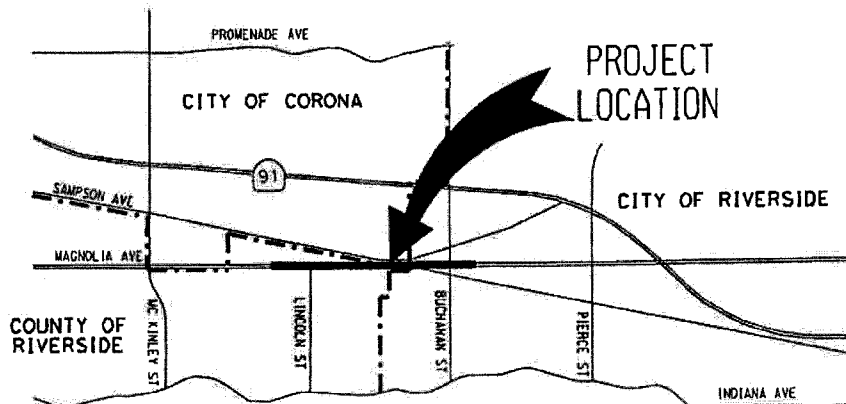 PROMENADE AVE
PROJECT
LOCATION
CITY OF CORONA
91
SAMPSON AVE
CITY OF RIVERSIDE
MAGNOLIA AVE
COUNTY OF
RIVERSIDE
MC KINLEY ST
LINCOLN ST
BUCHANAN ST
PIERCE ST
INDIANA AVE